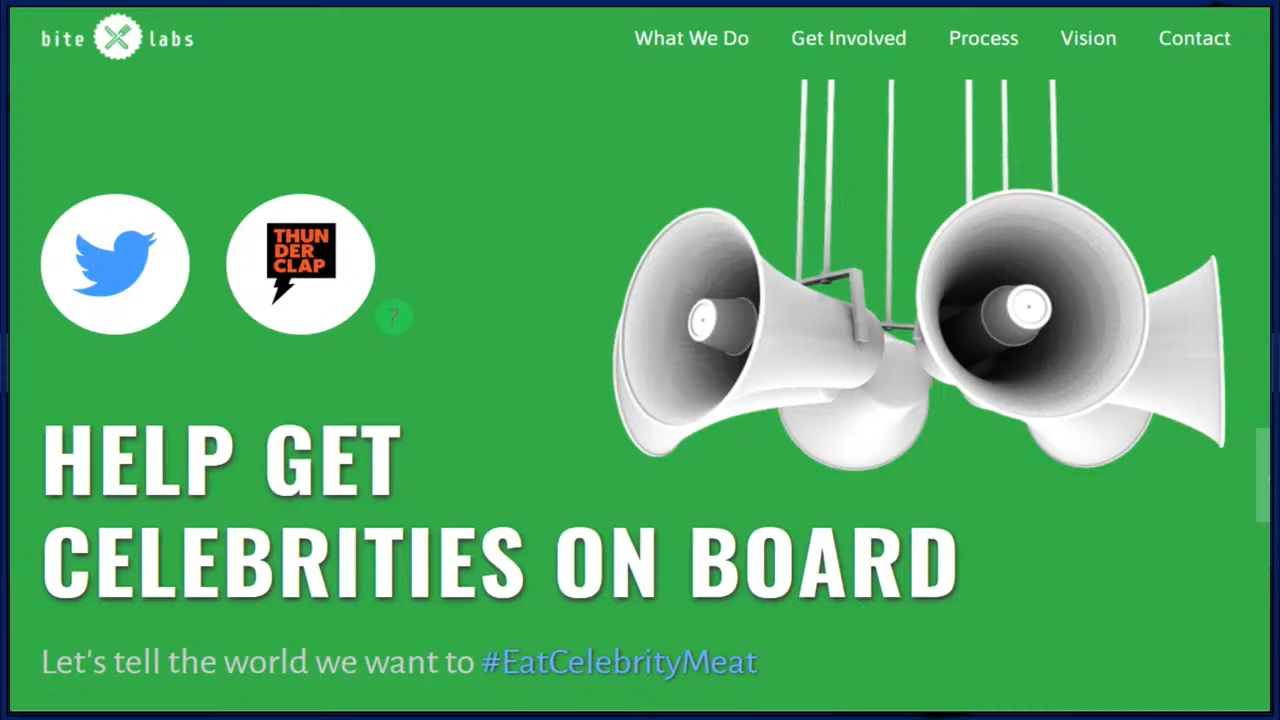 bite labs
What We Do Get Involved Process Vision Contact
THUN
DER
CLAP
?
HELP GET
CELEBRITIES ON BOARD
Let's tell the world we want to #EatCelebrityMeat